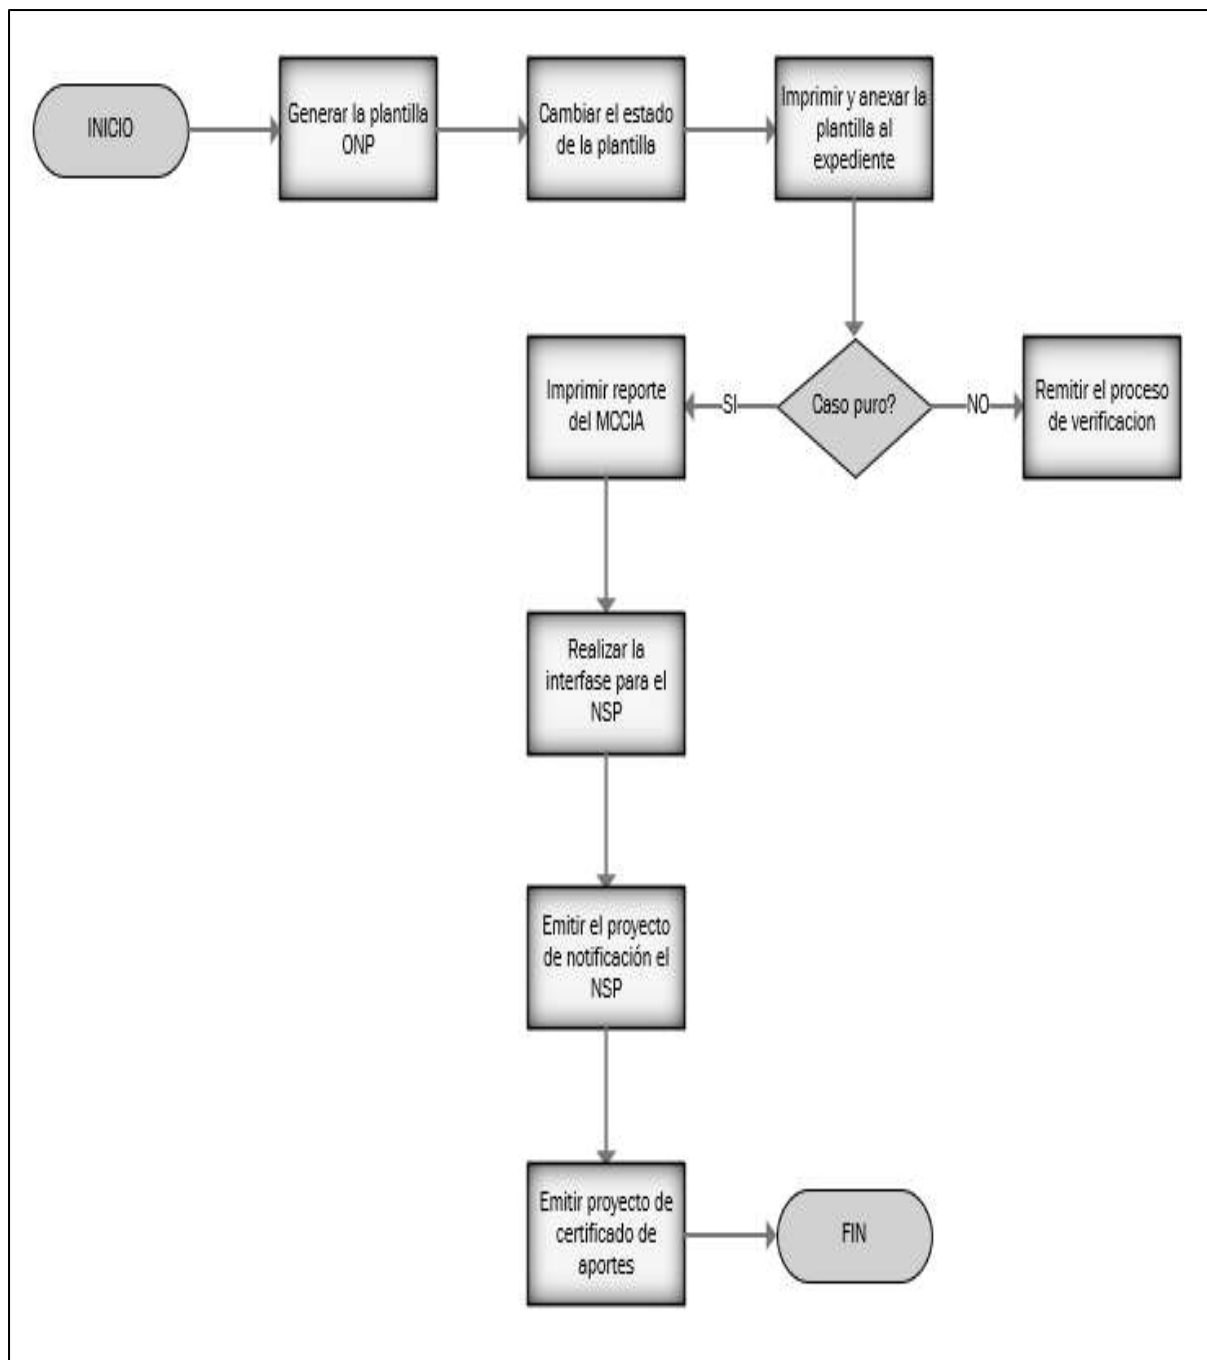 INICIO
Generar la plantilla
ONP
Cambiar el estado
de la plantilla
Imprimir y anexar la
plantilla al
expediente
Imprimir reporte
del MCCIA
SI
Caso puro?
NO
Remitir el proceso
de verificacion
Realizar la
interfase para el
NSP
Emitir el proyecto
de notificación el
NSP
Emitir proyecto de
certificado de
aportes
FIN